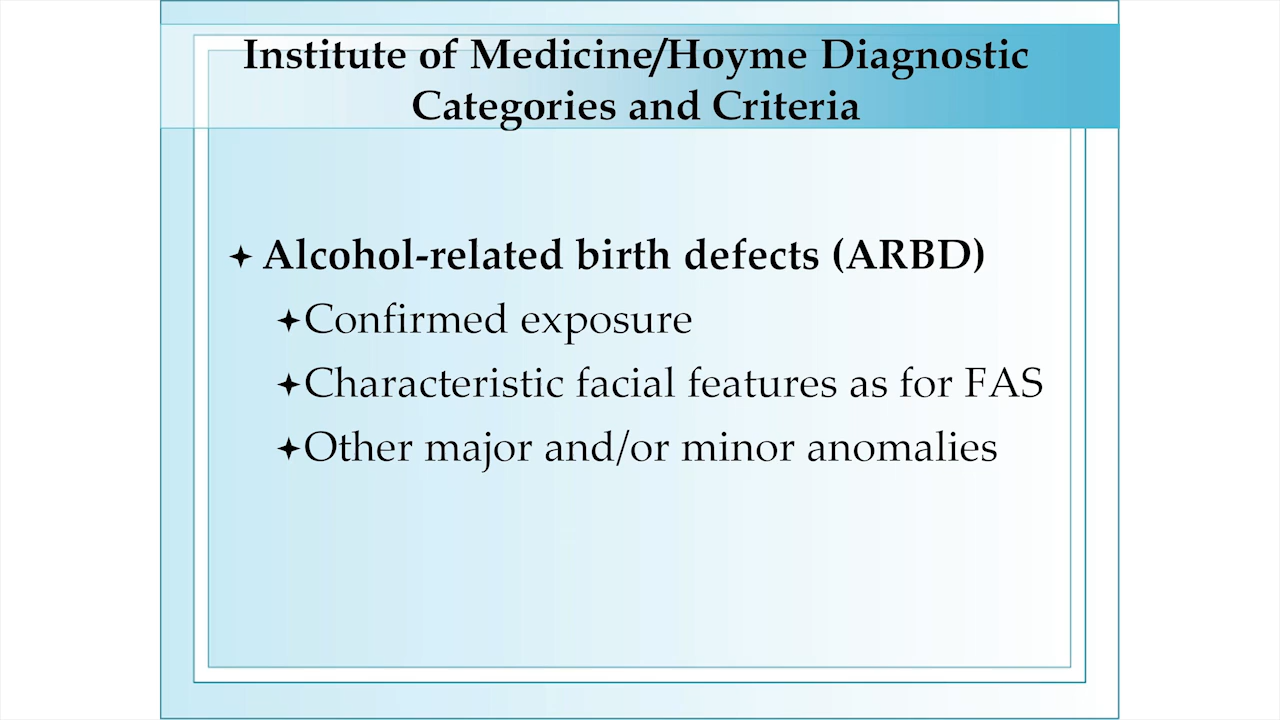 Institute of Medicine/Hoyme Diagnostic
Categories and Criteria
Alcohol-related birth defects (ARBD)
Confirmed exposure
Characteristic facial features as for FAS
Other major and/or minor anomalies